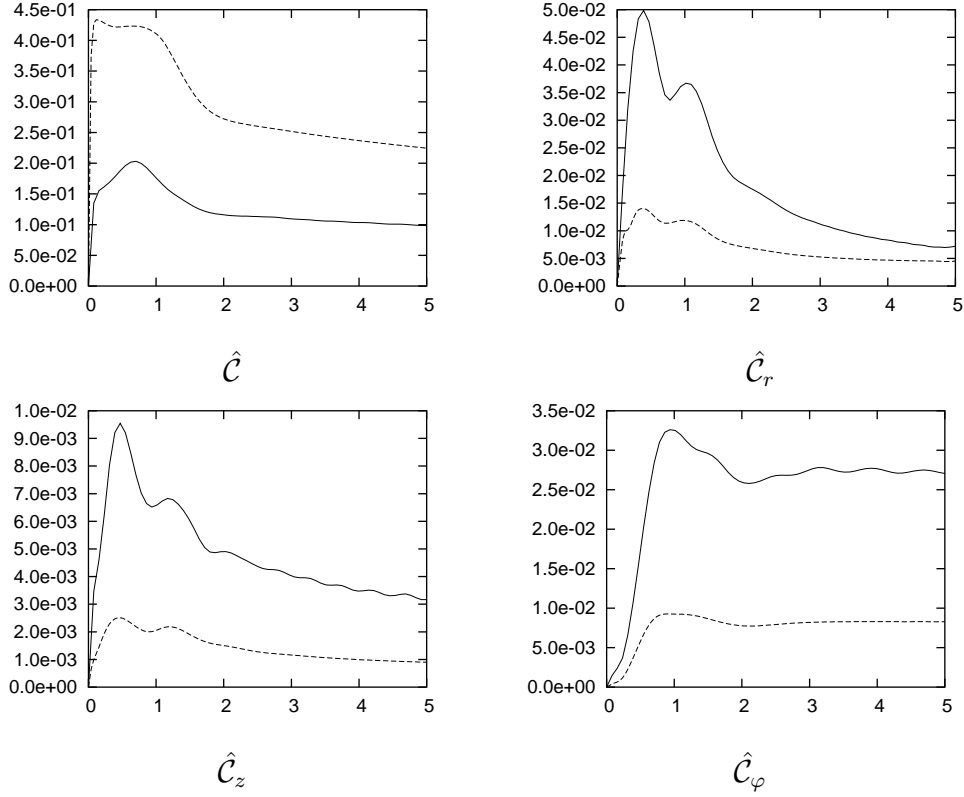 4.5e-01
4.0e-01
3.5e-01
3.0e-01
2.5e-01
2.0e-01
1.5e-01
1.0e-01
5.0e-02
0.0e+00
0 1 2 3 4 5
Ĉ
5.0e-02
4.5e-02
4.0e-02
3.5e-02
3.0e-02
2.5e-02
2.0e-02
1.5e-02
1.0e-02
5.0e-03
0.0e+00
0 1 2 3 4 5
Ĉr
1.0e-02
9.0e-03
8.0e-03
7.0e-03
6.0e-03
5.0e-03
4.0e-03
3.0e-03
2.0e-03
1.0e-03
0.0e+00
0 1 2 3 4 5
Ĉz
3.5e-02
3.0e-02
2.5e-02
2.0e-02
1.5e-02
1.0e-02
5.0e-03
0.0e+00
0 1 2 3 4 5
Ĉφ